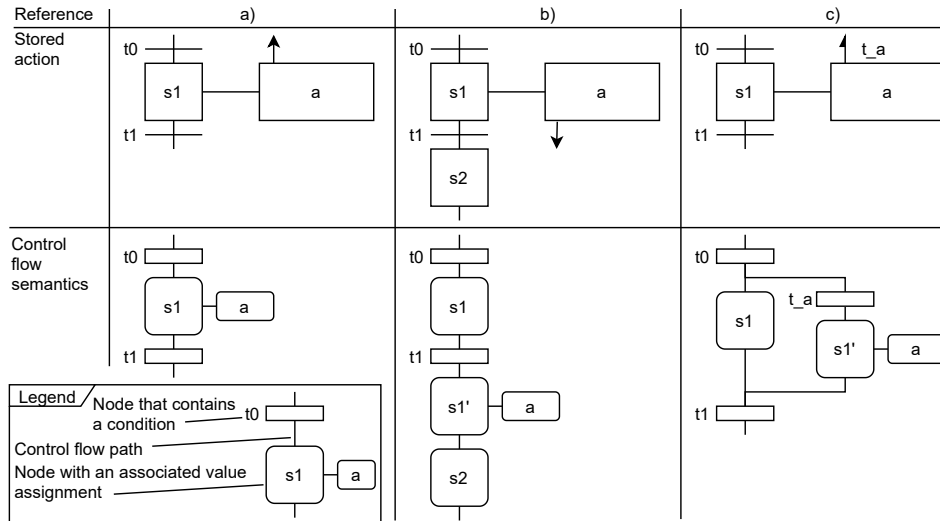 Reference a) b) c)
Stored
action
t0
s1 a
t1
t0
s1 a
t1
s2
t0 t_a
s1 a
t1
Control
flow
semantics
t0
s1 a
t1
t0
s1
t1
s1' a
s2
t0
t_a
s1
s1' a
t1
Legend
Node that contains
a condition
t0
Control flow path
Node with an associated value
assignment
s1 a